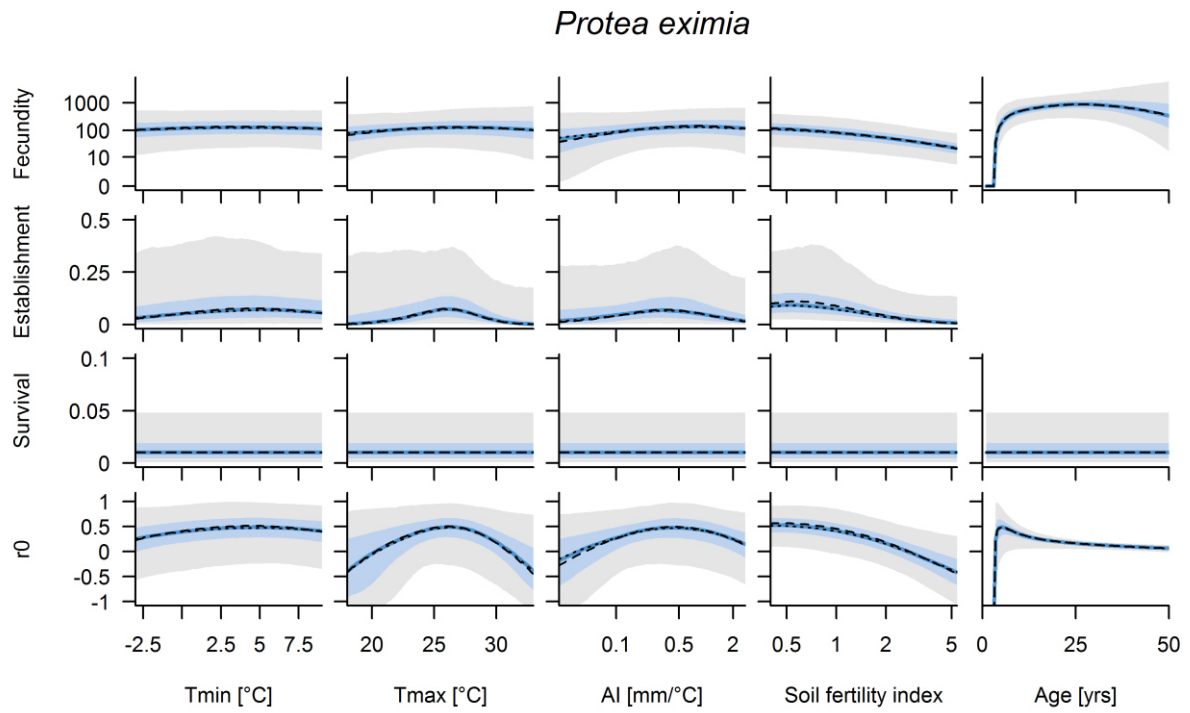 Protea eximia
Fecundity
1000
100
10
0
Establishment
0.5
0.25
0
Survival
0.1
0.05
0
r0
1
0.5
0
-0.5
-1
-2.5 2.5 5 7.5
20 25 30
0.1 0.5 2
0.5 1 2 5
0 25 50
Tmin [°C]
Tmax [°C]
AI [mm/°C]
Soil fertility index
Age [yrs]